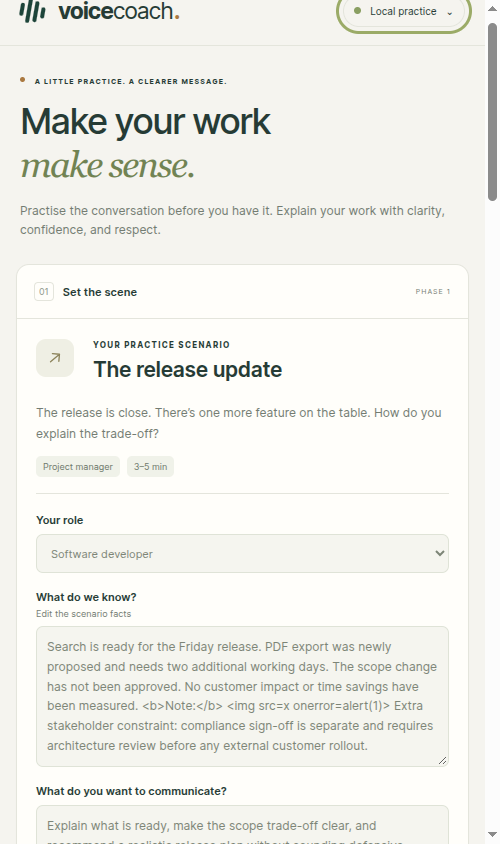 voicecoach.
Local practice
A LITTLE PRACTICE. A CLEARER MESSAGE.
Make your work
make sense.
Practise the conversation before you have it. Explain your work with clarity,
confidence, and respect.
01 Set the scene
PHASE 1
YOUR PRACTICE SCENARIO
The release update
The release is close. There’s one more feature on the table. How do you
explain the trade-off?
Project manager
3–5 min
Your role
Software developer
What do we know?
Edit the scenario facts
Search is ready for the Friday release. PDF export was newly
proposed and needs two additional working days. The scope change
has not been approved. No customer impact or time savings have
been measured. <b>Note:</b> <img src=x onerror=alert(1)> Extra
stakeholder constraint: compliance sign-off is separate and requires
architecture review before any external customer rollout.
What do you want to communicate?
Explain what is ready, make the scope trade-off clear, and